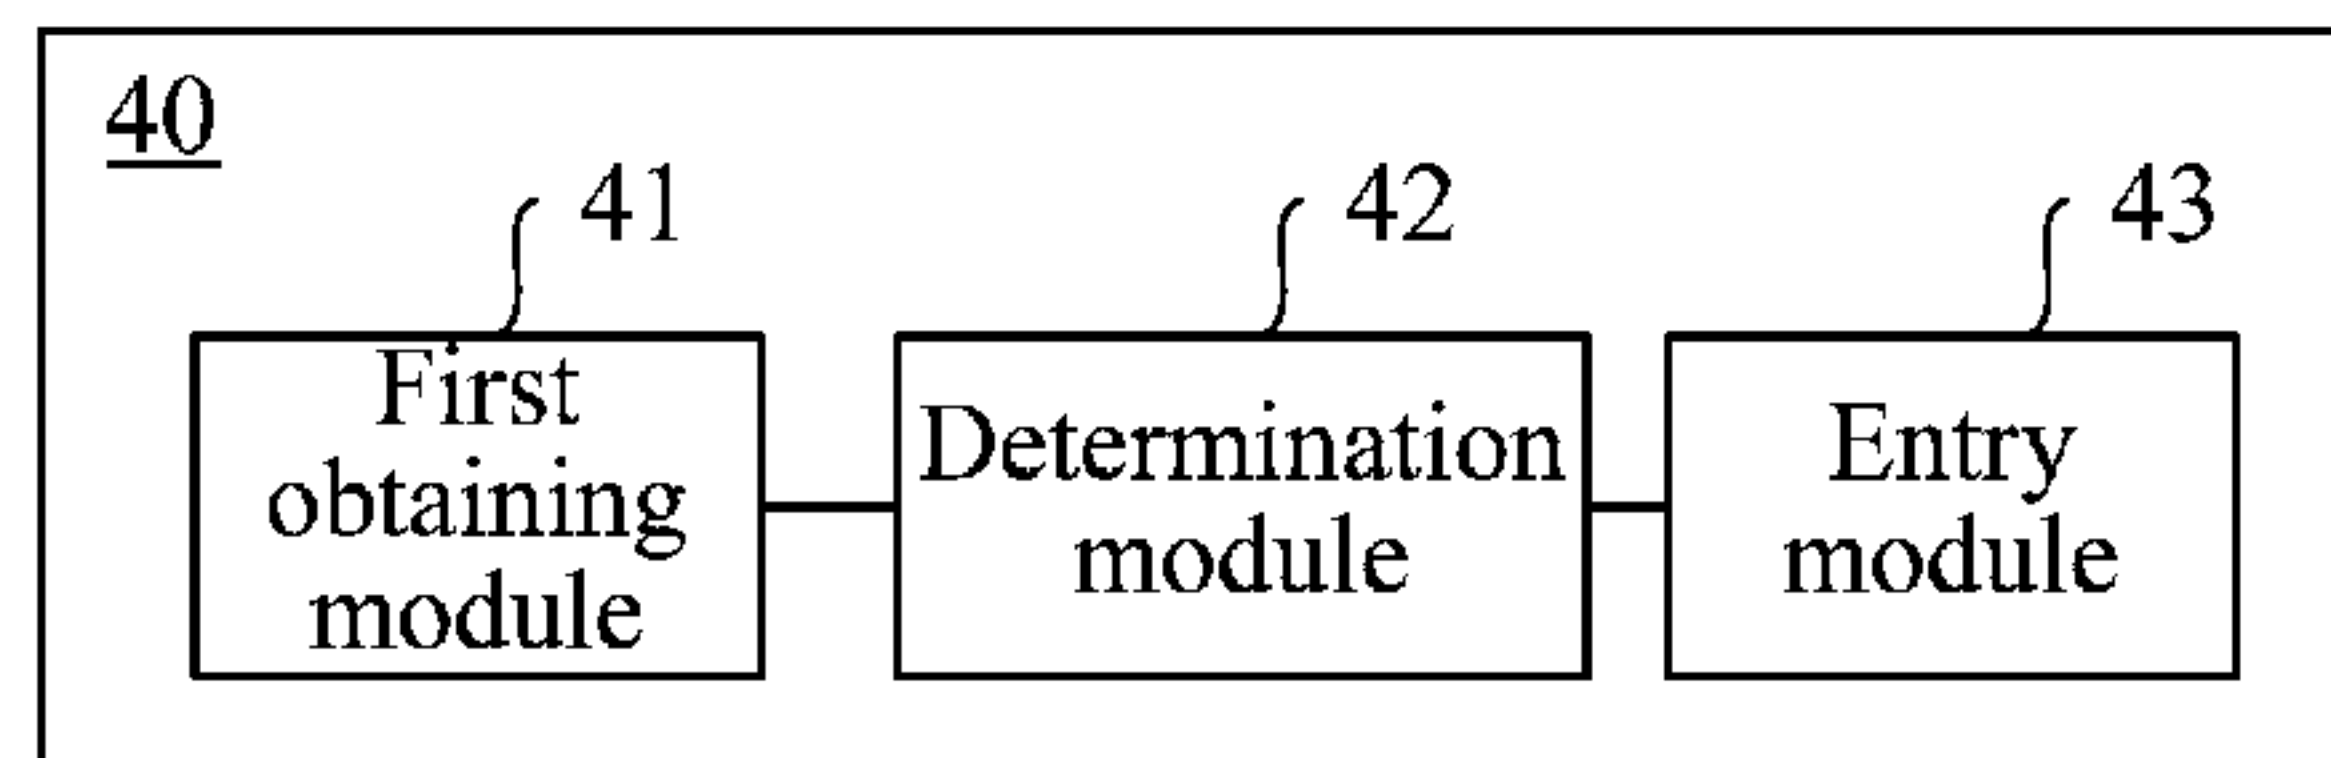 40
41
42
43
First
obtaining
module
Determination
module
Entry
module